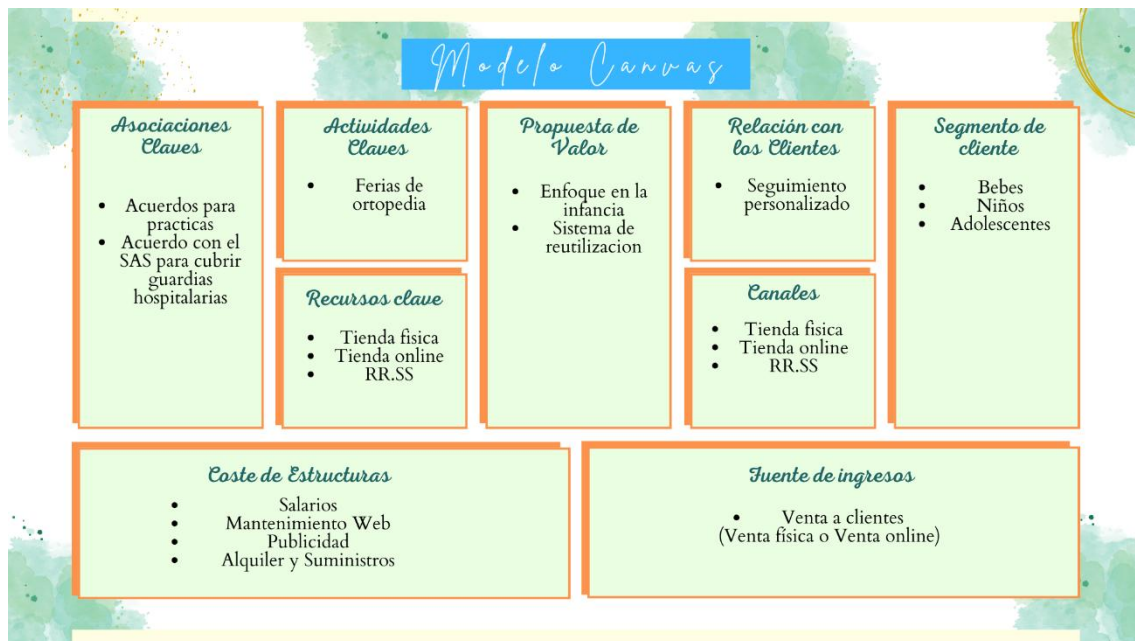 Modelo Canvas
Asociaciones
Claves
• Acuerdos para
practicas
• Acuerdo con el
SAS para cubrir
guardias
hospitalarias
Actividades
Claves
• Ferias de
ortopedia
Recursos clave
• Tienda fisica
• Tienda online
• RR.SS
Propuesta de
Valor
• Enfoque en la
infancia
• Sistema de
reutilizacion
Relación con
los Clientes
• Seguimiento
personalizado
Canales
• Tienda fisica
• Tienda online
• RR.SS
Segmento de
cliente
• Bebes
• Niños
• Adolescentes
Coste de Estructuras
• Salarios
• Mantenimiento Web
• Publicidad
• Alquiler y Suministros
Fuente de ingresos
• Venta a clientes
(Venta física o Venta online)